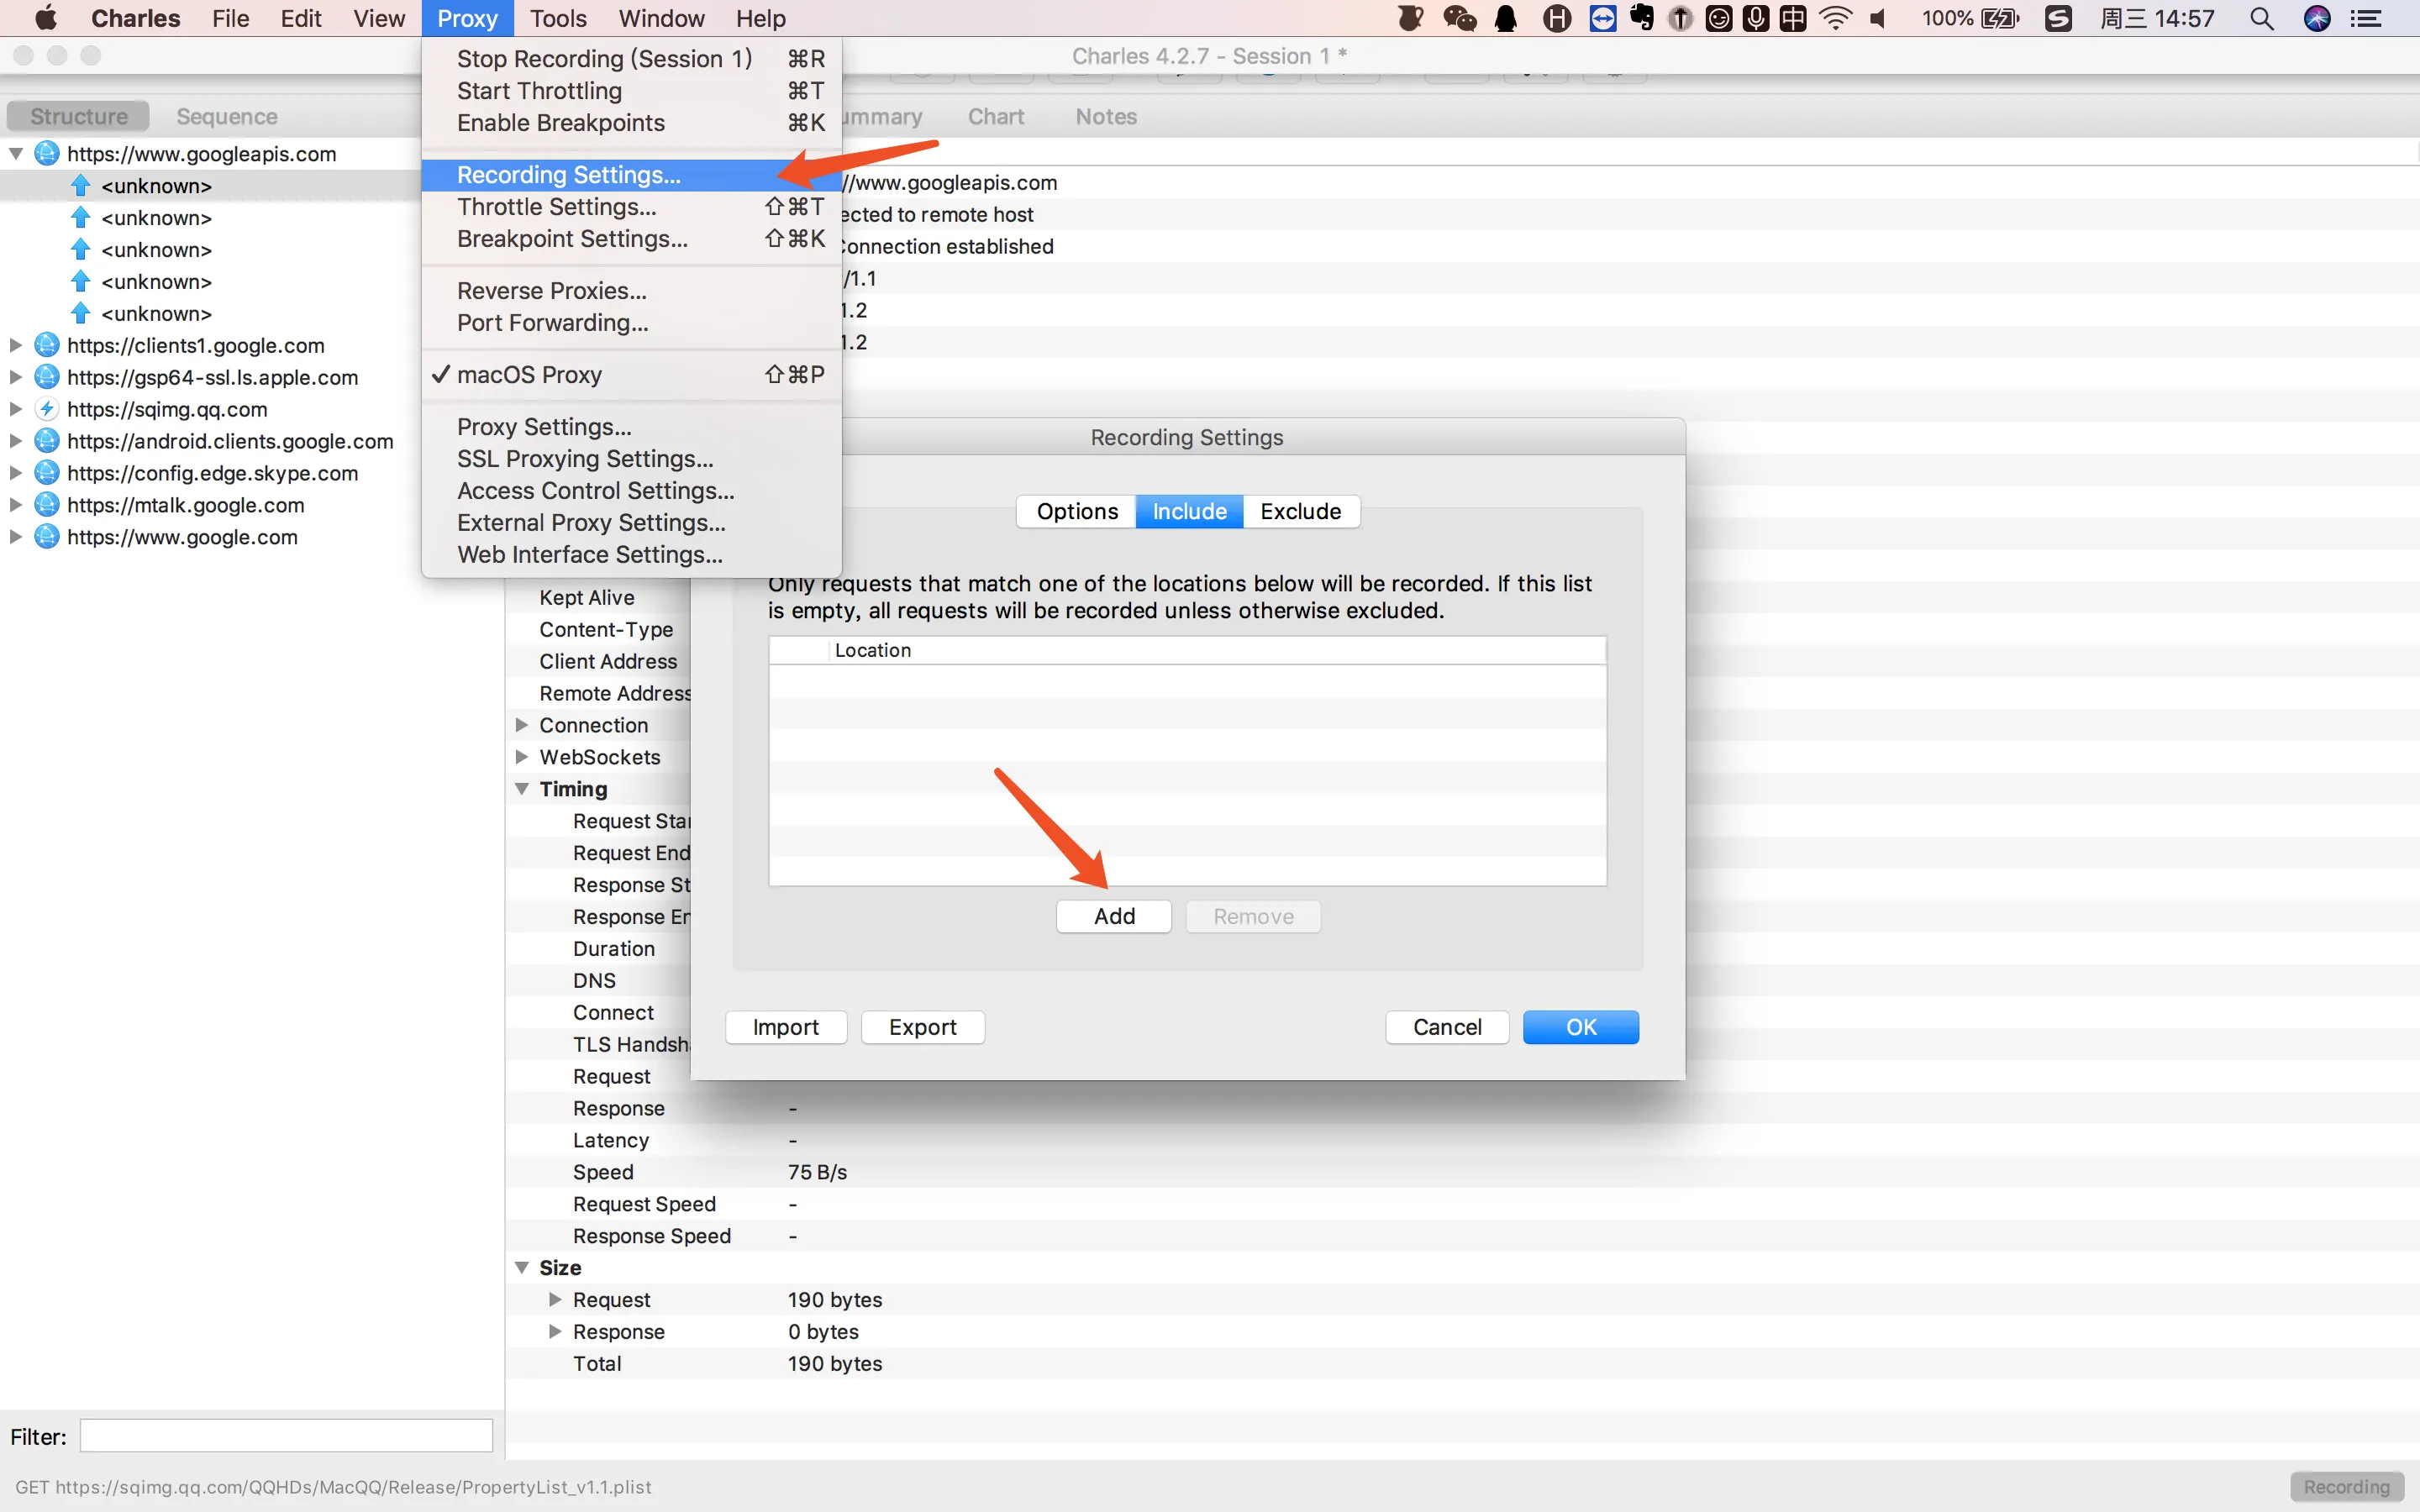 Charles File Edit View Proxy Tools Window Help 100% 周三 14:57
Charles 4.2.7 - Session 1 *
Stop Recording (Session 1) ⌘R
Start Throttling ⌘T
Enable Breakpoints ⌘K
Recording Settings...
Throttle Settings... ⇧⌘T
Breakpoint Settings... ⇧⌘K
Reverse Proxies...
Port Forwarding...
✓ macOS Proxy ⇧⌘P
Proxy Settings...
SSL Proxying Settings...
Access Control Settings...
External Proxy Settings...
Web Interface Settings...
Structure Sequence
https://www.googleapis.com
<unknown>
<unknown>
<unknown>
<unknown>
<unknown>
https://clients1.google.com
https://gsp64-ssl.ls.apple.com
https://sqimg.qq.com
https://android.clients.google.com
https://config.edge.skype.com
https://mtalk.google.com
https://www.google.com
ummary Chart Notes
//www.googleapis.com
ected to remote host
Connection established
/1.1
1.2
1.2
Recording Settings
Options Include Exclude
Only requests that match one of the locations below will be recorded. If this list
is empty, all requests will be recorded unless otherwise excluded.
Location
Add Remove
Import Export Cancel OK
Kept Alive
Content-Type
Client Address
Remote Address
Connection
WebSockets
Timing
Request Star
Request End
Response St
Response En
Duration
DNS
Connect
TLS Handsha
Request
Response -
Latency -
Speed 75 B/s
Request Speed -
Response Speed -
Size
Request 190 bytes
Response 0 bytes
Total 190 bytes
Filter:
GET https://sqimg.qq.com/QQHDs/MacQQ/Release/PropertyList_v1.1.plist
Recording